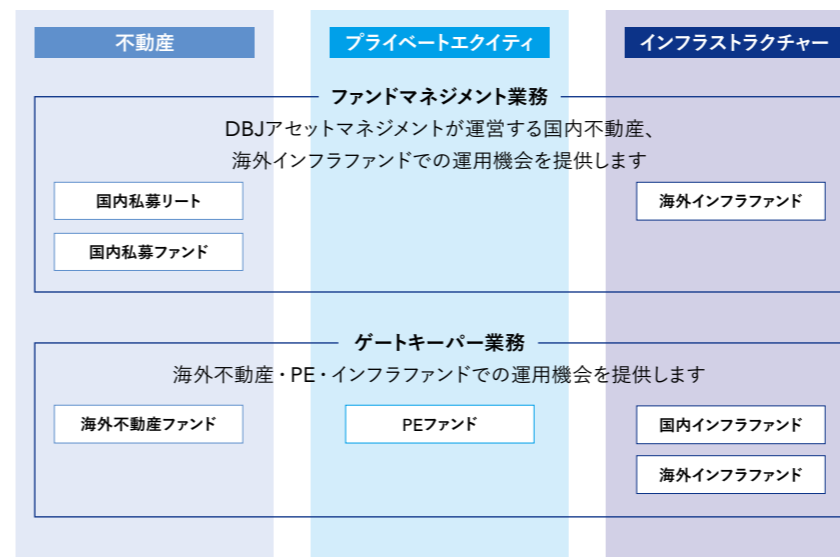 不動産
プライベートエクイティ
インフラストラクチャー
ファンドマネジメント業務
DBJアセットマネジメントが運営する国内不動産、
海外インフラファンドでの運用機会を提供します
国内私募リート
海外インフラファンド
国内私募ファンド
ゲートキーパー業務
海外不動産・PE・インフラファンドでの運用機会を提供します
海外不動産ファンド
PEファンド
国内インフラファンド
海外インフラファンド